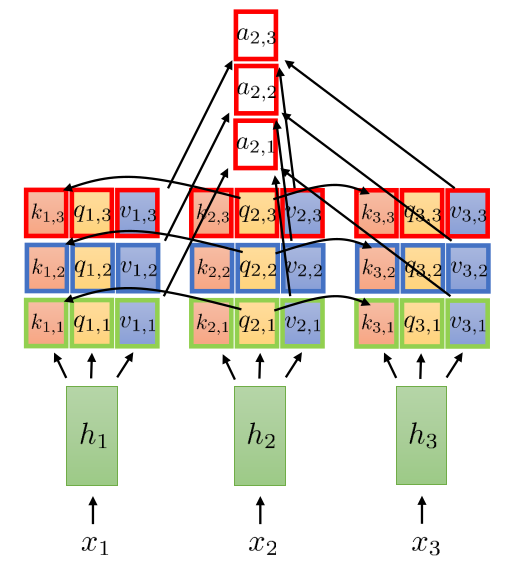 a_{2,3}
a_{2,2}
a_{2,1}
k_{1,3} q_{1,3} v_{1,3} k_{2,3} q_{2,3} v_{2,3} k_{3,3} q_{3,3} v_{3,3}
k_{1,2} q_{1,2} v_{1,2} k_{2,2} q_{2,2} v_{2,2} k_{3,2} q_{3,2} v_{3,2}
k_{1,1} q_{1,1} v_{1,1} k_{2,1} q_{2,1} v_{2,1} k_{3,1} q_{3,1} v_{3,1}
h_1 h_2 h_3
x_1 x_2 x_3